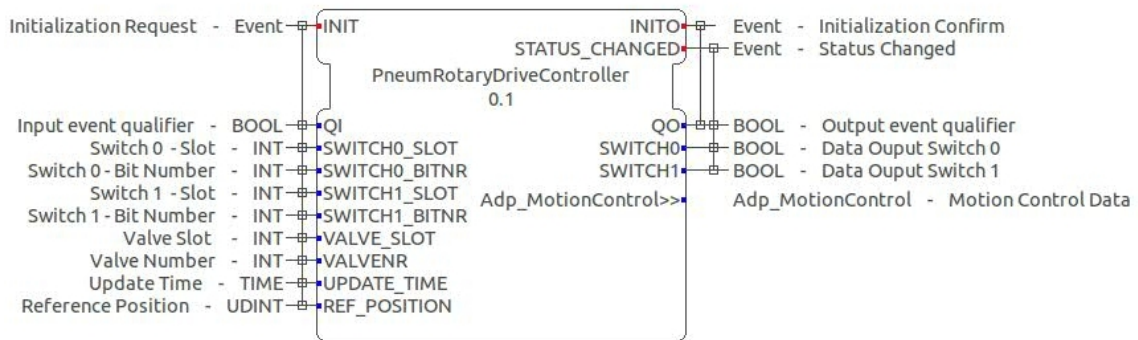 Initialization Request - Event INIT INITO Event - Initialization Confirm
STATUS_CHANGED Event - Status Changed
PneumRotaryDriveController
0.1
Input event qualifier - BOOL QI QO BOOL - Output event qualifier
Switch 0 - Slot - INT SWITCH0_SLOT SWITCH0 BOOL - Data Ouput Switch 0
Switch 0 - Bit Number - INT SWITCH0_BITNR SWITCH1 BOOL - Data Ouput Switch 1
Switch 1 - Slot - INT SWITCH1_SLOT Adp_MotionControl>> Adp_MotionControl - Motion Control Data
Switch 1 - Bit Number - INT SWITCH1_BITNR
Valve Slot - INT VALVE_SLOT
Valve Number - INT VALVENR
Update Time - TIME UPDATE_TIME
Reference Position - UDINT REF_POSITION